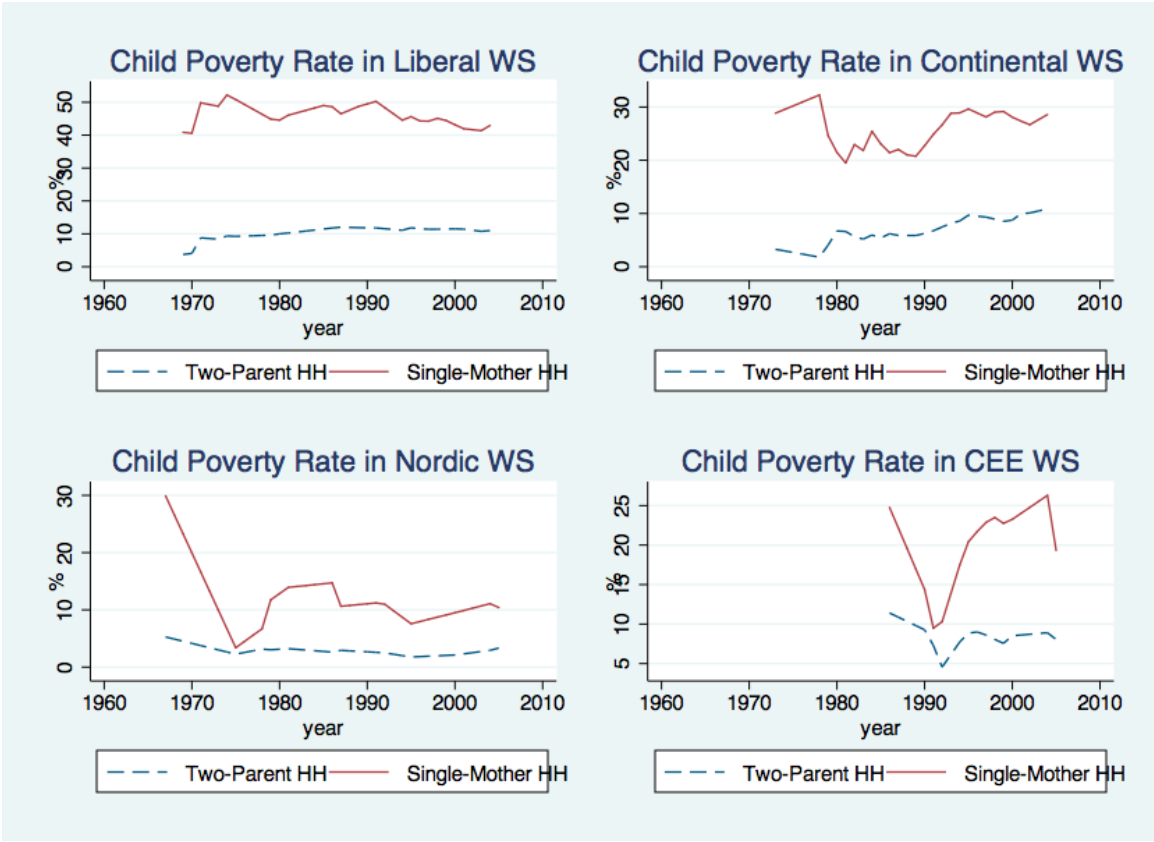 Child Poverty Rate in Liberal WS
50
40
30
%
20
10
0
1960 1970 1980 1990 2000 2010
year
Two-Parent HH Single-Mother HH
Child Poverty Rate in Continental WS
30
20
%
10
0
1960 1970 1980 1990 2000 2010
year
Two-Parent HH Single-Mother HH
Child Poverty Rate in Nordic WS
30
20
%
10
0
1960 1970 1980 1990 2000 2010
year
Two-Parent HH Single-Mother HH
Child Poverty Rate in CEE WS
25
20
15
%
10
5
1960 1970 1980 1990 2000 2010
year
Two-Parent HH Single-Mother HH